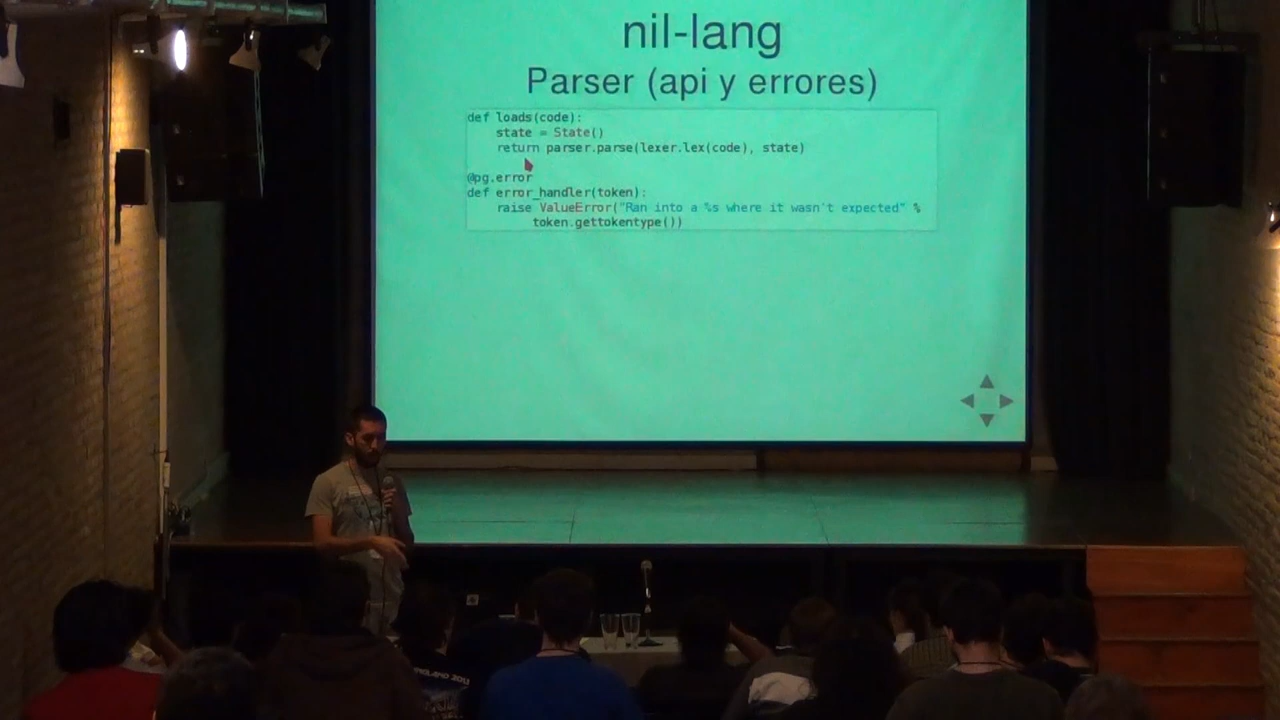 nil-lang
Parser (api y errores)
def loads(code):
    state = State()
    return parser.parse(lexer.lex(code), state)
@pg.error
def error_handler(token):
    raise ValueError("Ran into a %s where it wasn't expected" %
        token.gettokentype())